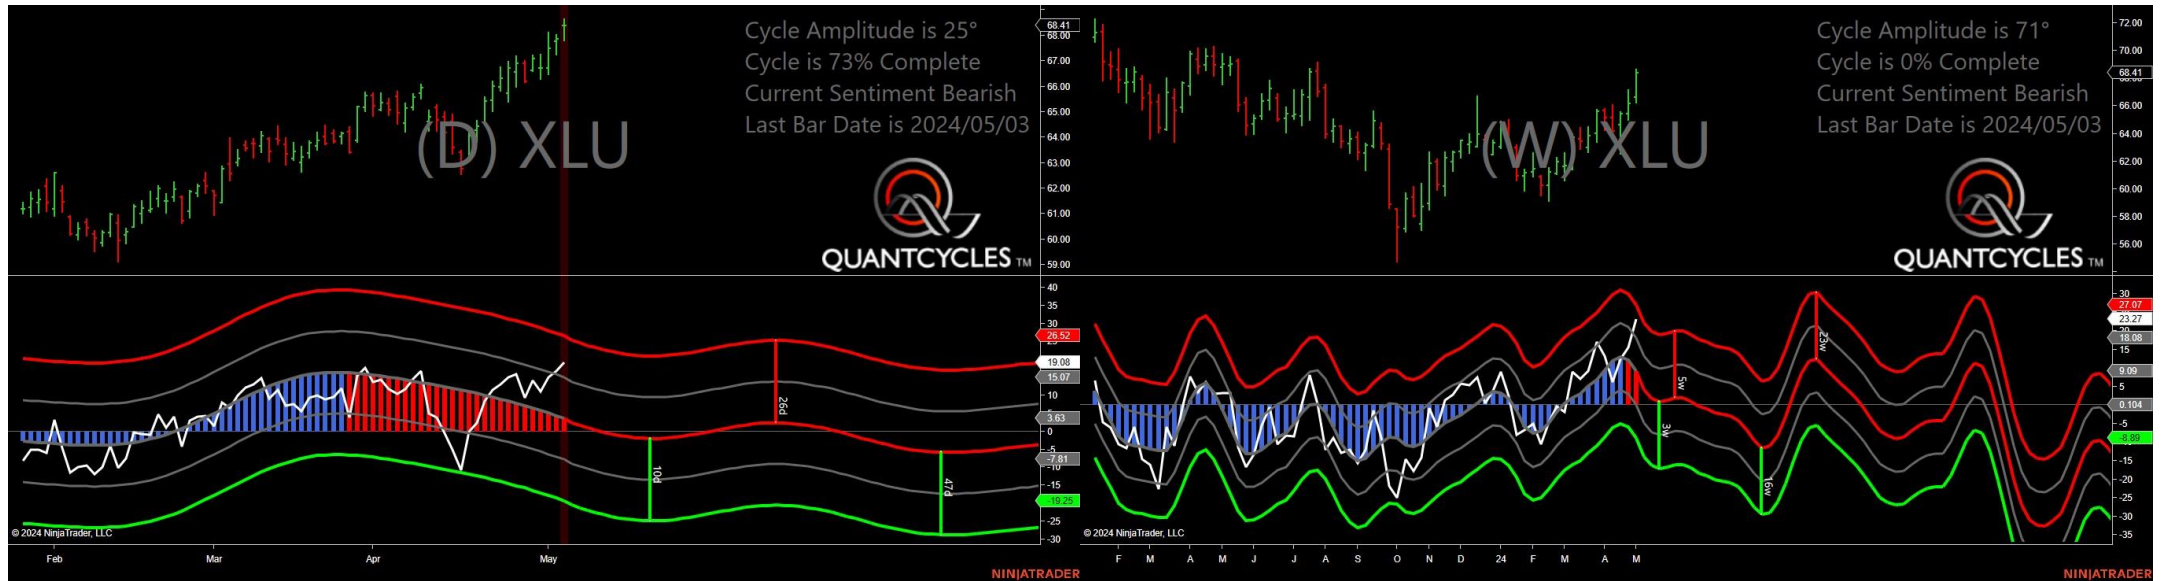 Cycle Amplitude is 25°
Cycle is 73% Complete
Current Sentiment Bearish
Last Bar Date is 2024/05/03
(D) XLU
QUANTCYCLES TM
68.41
68.00
67.00
66.00
65.00
64.00
63.00
62.00
61.00
60.00
59.00
40
35
30
26.52
19.08
15.07
10
3.63
0
-5
-7.81
-10
-15
-19.25
-25
-30
10d
26d
47d
© 2024 NinjaTrader, LLC
Feb Mar Apr May
NINJATRADER
Cycle Amplitude is 71°
Cycle is 0% Complete
Current Sentiment Bearish
Last Bar Date is 2024/05/03
(W) XLU
QUANTCYCLES TM
72.00
70.00
68.41
66.00
64.00
62.00
60.00
58.00
56.00
30
27.07
23.27
18.08
15
9.09
5
0.104
-5
-8.89
-15
-20
-25
-30
-35
5w
3w
16w
23w
© 2024 NinjaTrader, LLC
F M A M J J A S O N D 24 F M A M
NINJATRADER